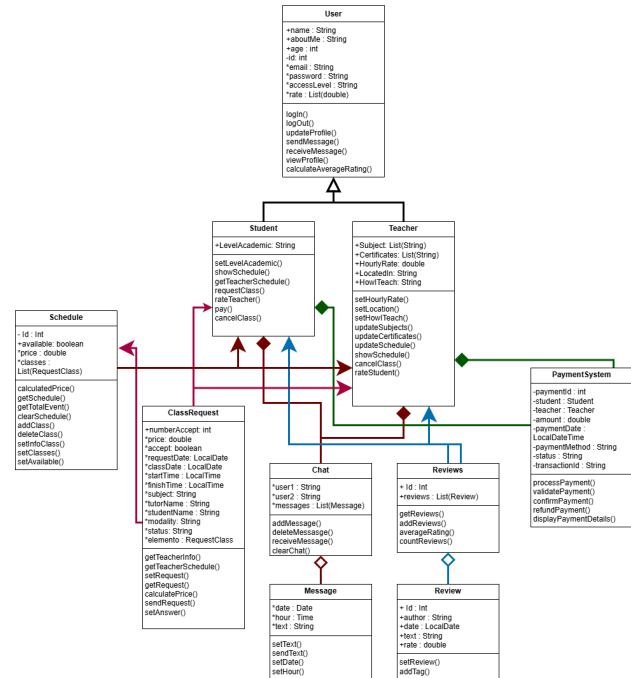 User
+name : String
+aboutMe : String
+age : int
-id: int
*email : String
*password : String
*accessLevel : String
*rate : List(double)
logIn()
logOut()
updateProfile()
sendMessage()
receiveMessage()
viewProfile()
calculateAverageRating()
Student
+LevelAcademic: String
setLevelAcademic()
showSchedule()
getTeacherSchedule()
requestClass()
rateTeacher()
pay()
cancelClass()
Teacher
+Subject: List(String)
+Certificates: List(String)
+HourlyRate: double
+LocatedIn: String
+HowITeach: String
setHourlyRate()
setLocation()
setHowITeach()
updateSubjects()
updateCertificates()
updateSchedule()
showSchedule()
cancelClass()
rateStudent()
Schedule
- Id : Int
+available: boolean
*price : double
*classes :
List(RequestClass)
calculatedPrice()
getSchedule()
getTotalEvent()
clearSchedule()
addClass()
deleteClass()
setInfoClass()
setClasses()
setAvailable()
ClassRequest
+numberAccept: int
*price: double
*accept: boolean
*requestDate: LocalDate
*classDate: LocalDate
*startTime : LocalTime
*finishTime : LocalTime
*subject: String
*tutorName : String
*studentName : String
*modality: String
*status: String
*elemento : RequestClass
getTeacherInfo()
getTeacherSchedule()
setRequest()
getRequest()
calculatePrice()
sendRequest()
setAnswer()
PaymentSystem
-paymentId : int
-student : Student
-teacher : Teacher
-amount : double
-paymentDate :
LocalDateTime
-paymentMethod : String
-status : String
-transactionId : String
processPayment()
validatePayment()
confirmPayment()
refundPayment()
displayPaymentDetails()
Chat
*user1 : String
*user2 : String
*messages : List(Message)
addMessage()
deleteMessage()
receiveMessage()
clearChat()
Reviews
+ Id : Int
+reviews : List(Review)
getReviews()
addReviews()
averageRating()
countReviews()
Message
*date : Date
*hour : Time
*text : String
setText()
sendText()
setDate()
setHour()
Review
+ Id : Int
+author : String
+date : LocalDate
+text : String
+rate : double
setReview()
addTag()